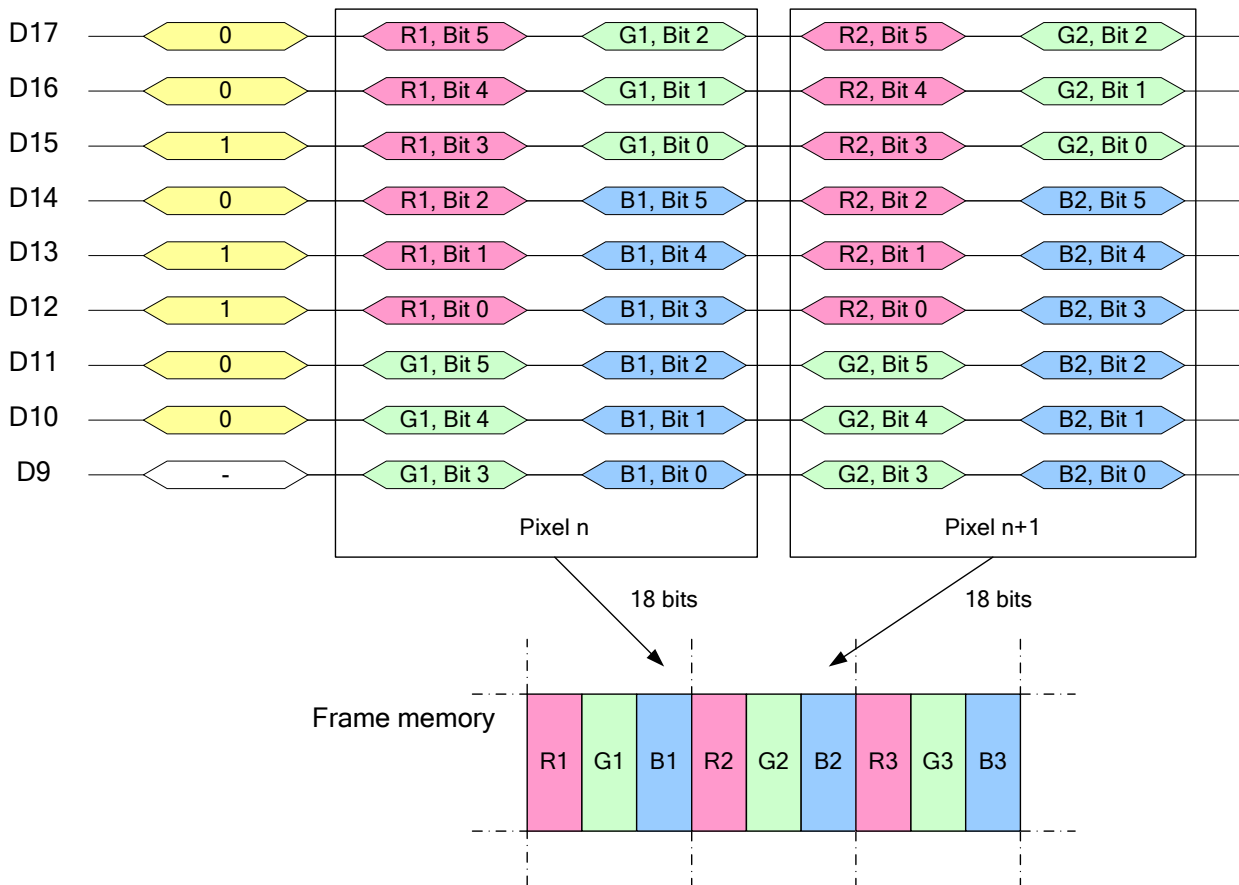 D17 0 R1, Bit 5 G1, Bit 2 R2, Bit 5 G2, Bit 2
D16 0 R1, Bit 4 G1, Bit 1 R2, Bit 4 G2, Bit 1
D15 1 R1, Bit 3 G1, Bit 0 R2, Bit 3 G2, Bit 0
D14 0 R1, Bit 2 B1, Bit 5 R2, Bit 2 B2, Bit 5
D13 1 R1, Bit 1 B1, Bit 4 R2, Bit 1 B2, Bit 4
D12 1 R1, Bit 0 B1, Bit 3 R2, Bit 0 B2, Bit 3
D11 0 G1, Bit 5 B1, Bit 2 G2, Bit 5 B2, Bit 2
D10 0 G1, Bit 4 B1, Bit 1 G2, Bit 4 B2, Bit 1
D9 - G1, Bit 3 B1, Bit 0 G2, Bit 3 B2, Bit 0
Pixel n Pixel n+1
18 bits 18 bits
Frame memory
R1 G1 B1 R2 G2 B2 R3 G3 B3